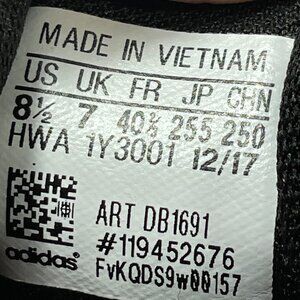 MADE IN VIETNAM
US UK FR JP CHN
8½ 7 40⅔ 255 250
HWA 1Y3001 12/17
ART DB1691
#119452676
adidas FvKQDS9w00157